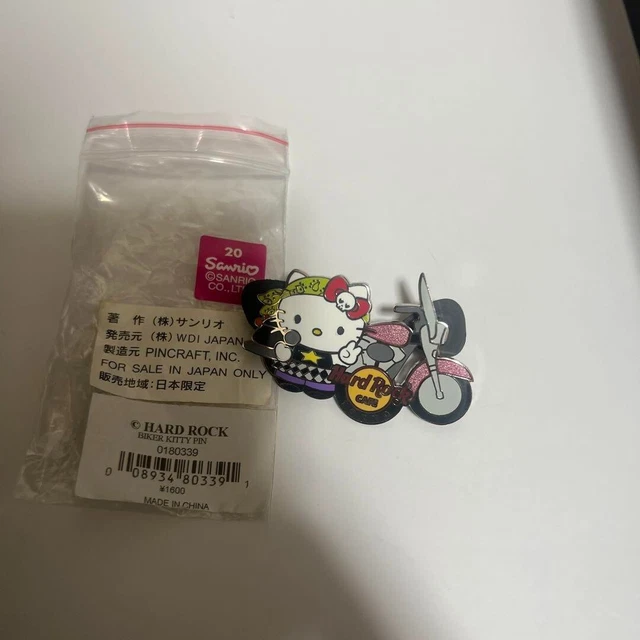 20
Sanrio
©SANRIO
CO., LTD
著 作 (株)サンリオ
発売元 (株) WDI JAPAN
製造元 PINCRAFT, INC.
FOR SALE IN JAPAN ONLY
販売地域:日本限定
© HARD ROCK
BIKER KITTY PIN
0180339
0 08934 80339 1
¥1600
MADE IN CHINA
Hard Rock
CAFE